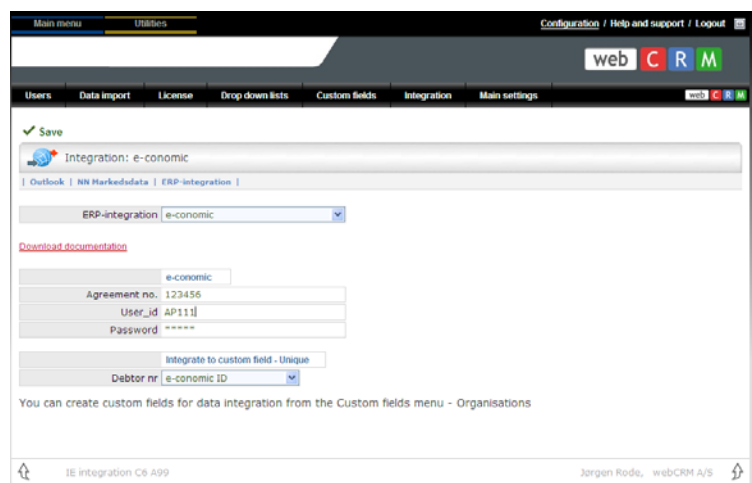 Main menu Utilities Configuration / Help and support / Logout
web C R M
Users Data import License Drop down lists Custom fields Integration Main settings web C R M
Save
Integration: e-conomic
| Outlook | NN Markedsdata | ERP-integration |
ERP-integration e-conomic
Download documentation
e-conomic
Agreement no. 123456
User_id AP111
Password *****
Integrate to custom field - Unique
Debtor nr e-conomic ID
You can create custom fields for data integration from the Custom fields menu - Organisations
IE integration C6 A99 Jørgen Rode, webCRM A/S